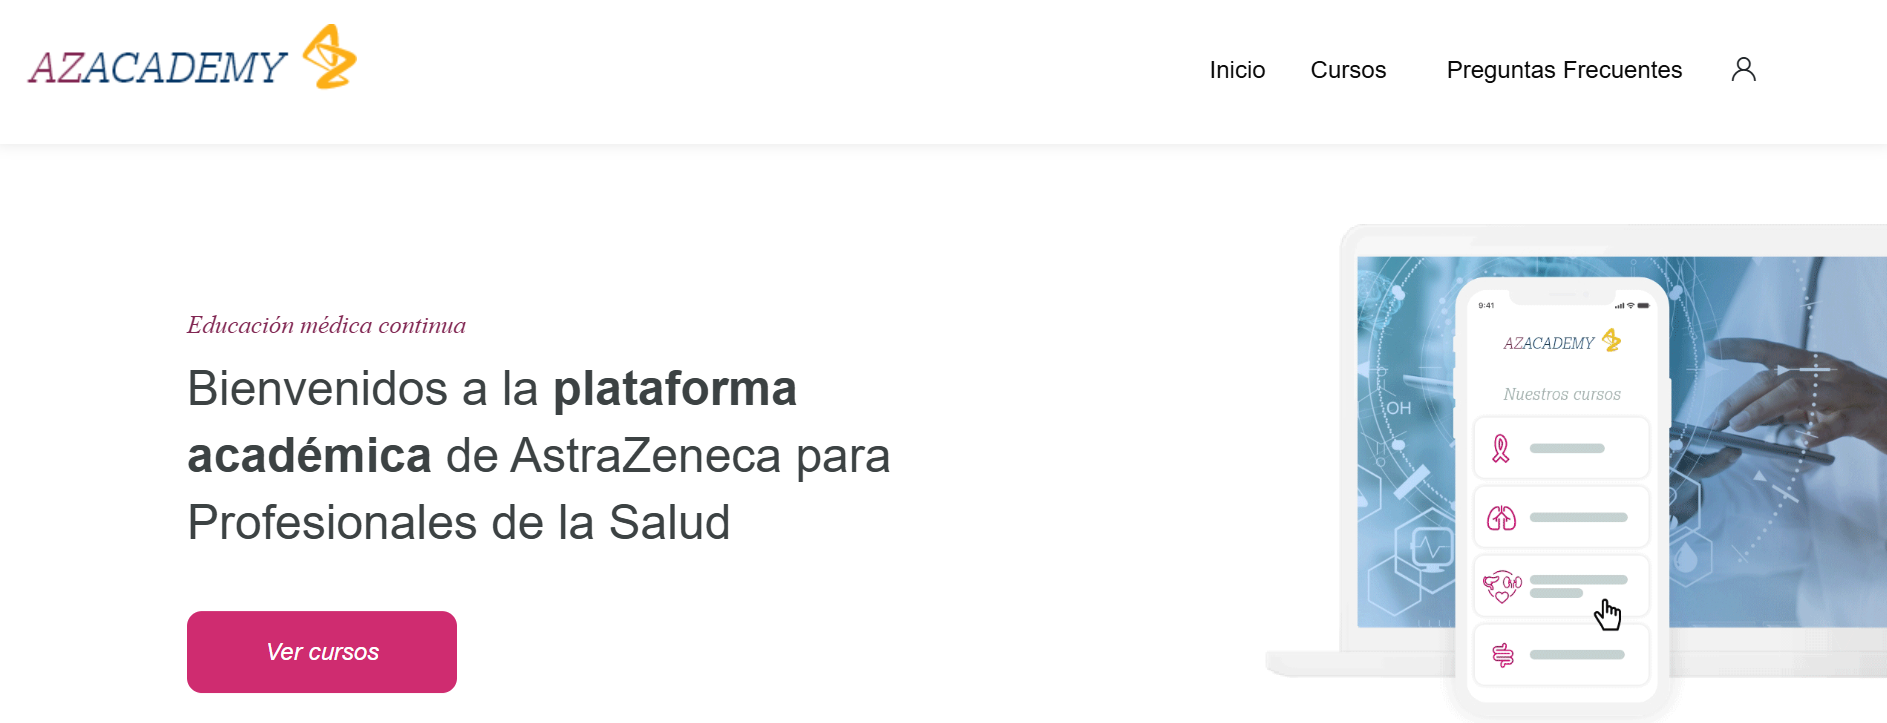 AZACADEMY
Inicio Cursos Preguntas Frecuentes
Educación médica continua
Bienvenidos a la plataforma
académica de AstraZeneca para
Profesionales de la Salud
Ver cursos
9:41
AZACADEMY
Nuestros cursos
OH